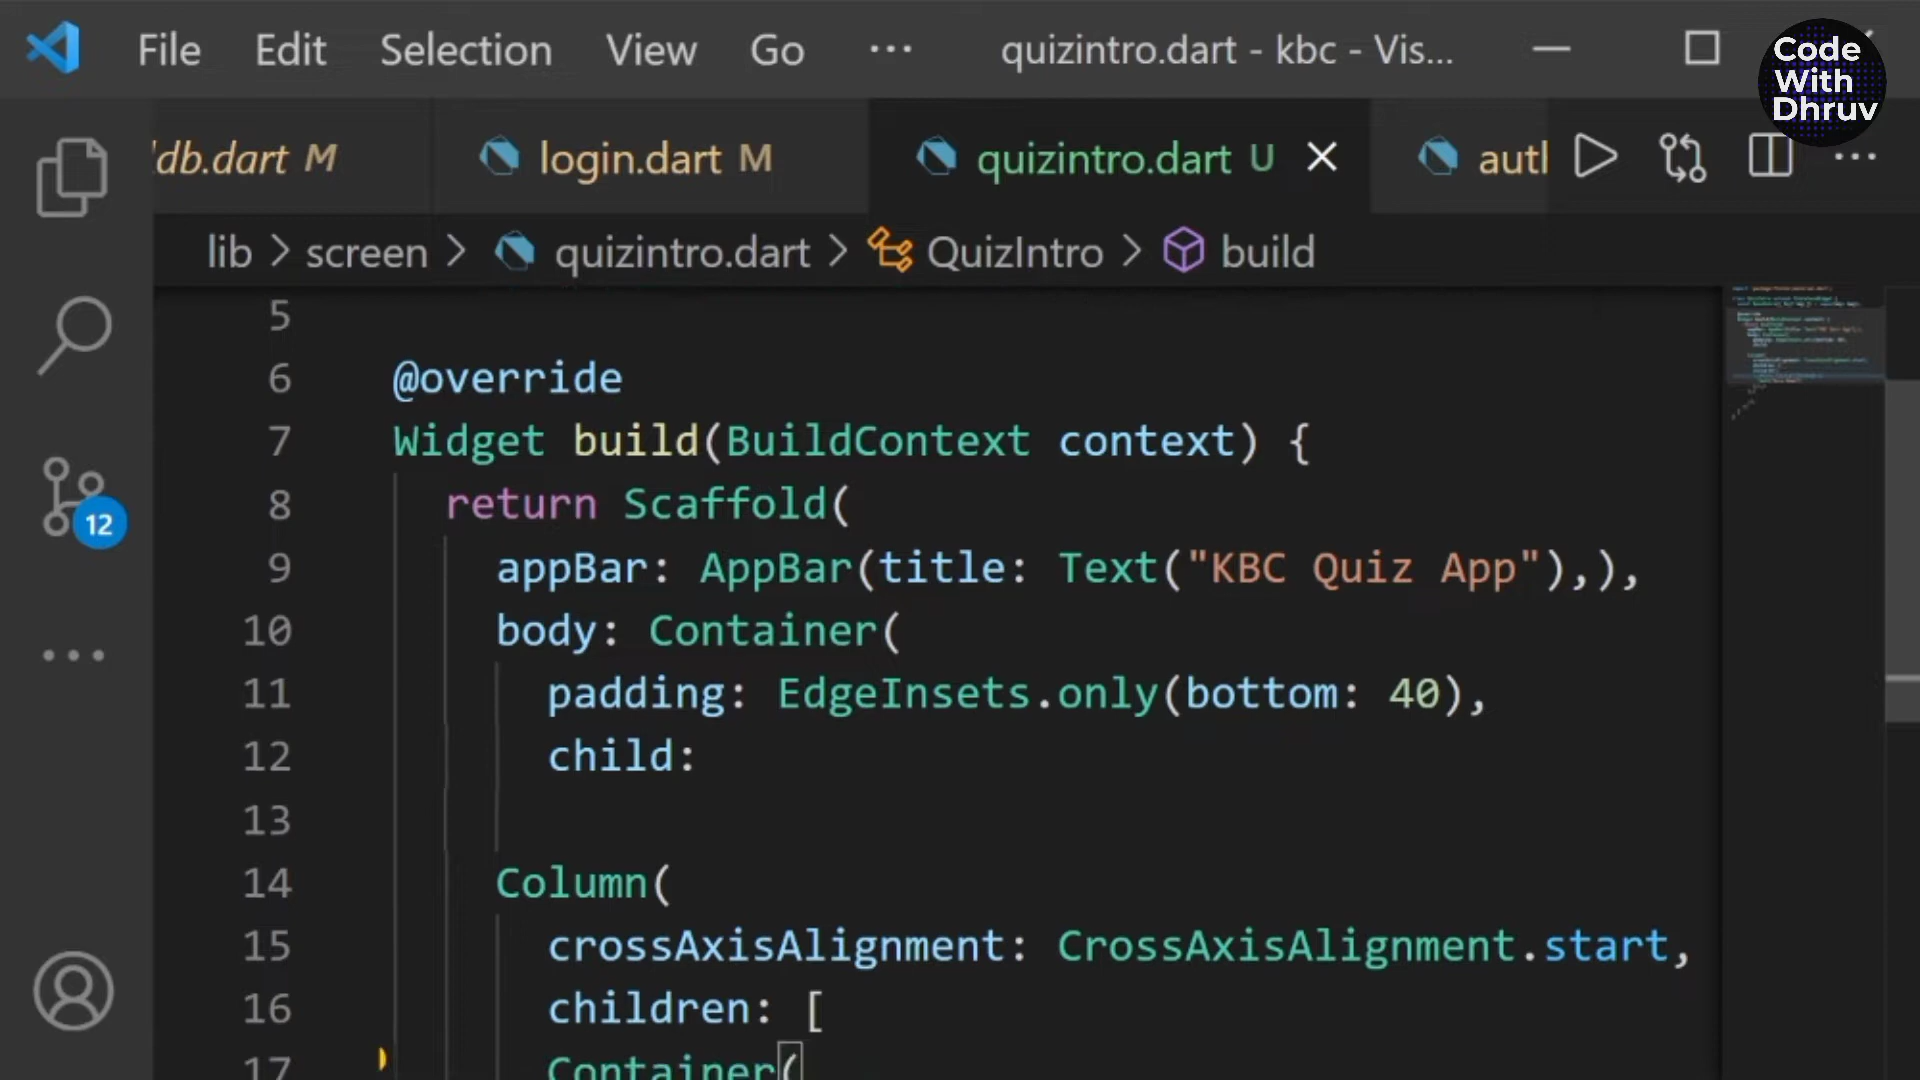 File Edit Selection View Go ··· quizintro.dart - kbc - Vis...
Code
With
Dhruv
db.dart M login.dart M quizintro.dart U
lib > screen > quizintro.dart > QuizIntro > build
5
6 @override
7 Widget build(BuildContext context) {
8 return Scaffold(
9 appBar: AppBar(title: Text("KBC Quiz App"),),
10 body: Container(
11 padding: EdgeInsets.only(bottom: 40),
12 child:
13
14 Column(
15 crossAxisAlignment: CrossAxisAlignment.start,
16 children: [
17 Container(
12